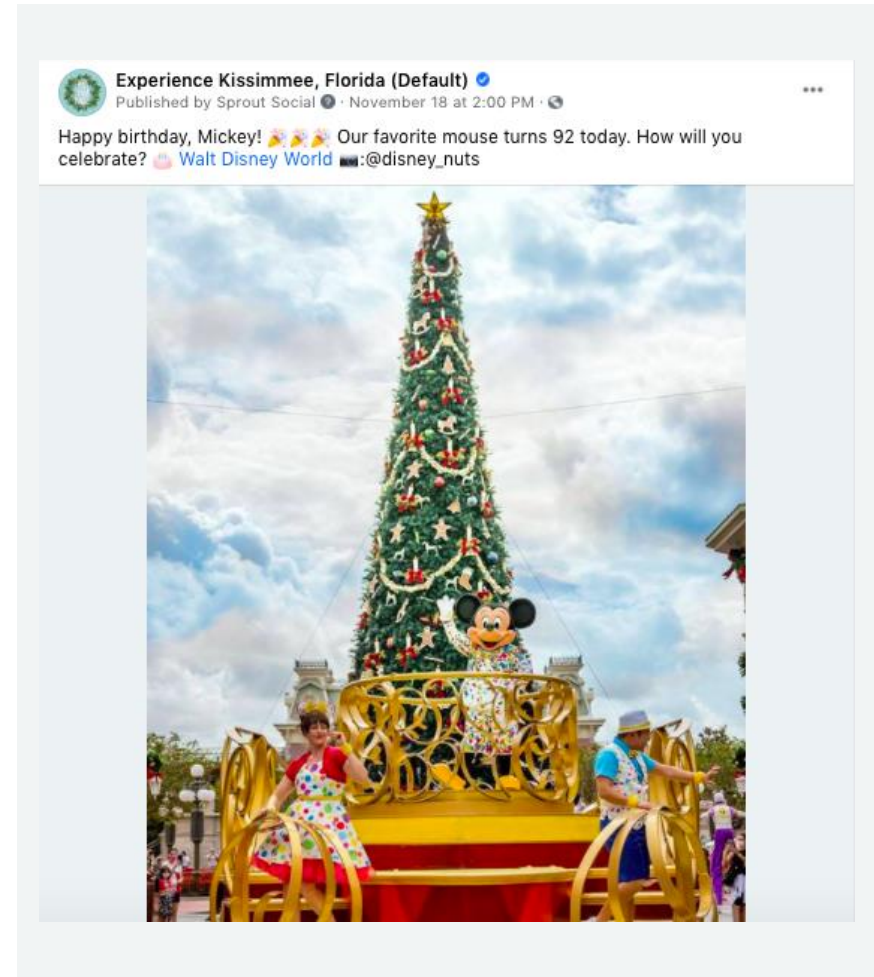 Experience Kissimmee, Florida (Default)
Published by Sprout Social · November 18 at 2:00 PM ·
Happy birthday, Mickey! 🎉🎉🎉 Our favorite mouse turns 92 today. How will you
celebrate? 🎂 Walt Disney World 📷:@disney_nuts